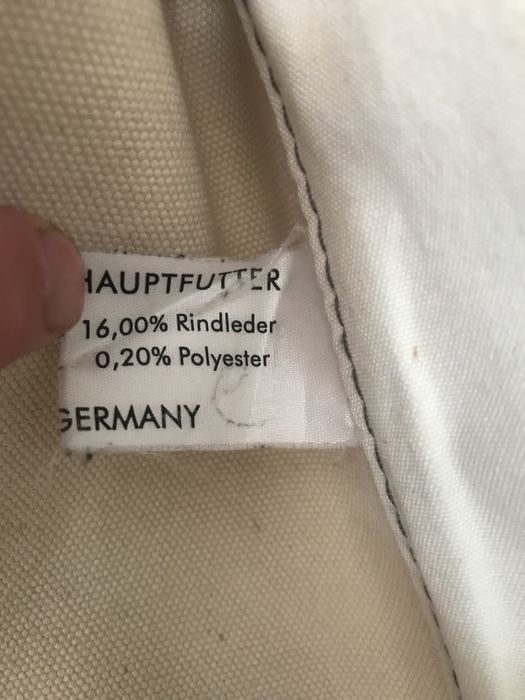 HAUPTFUTTER
16,00% Rindleder
0,20% Polyester
GERMANY